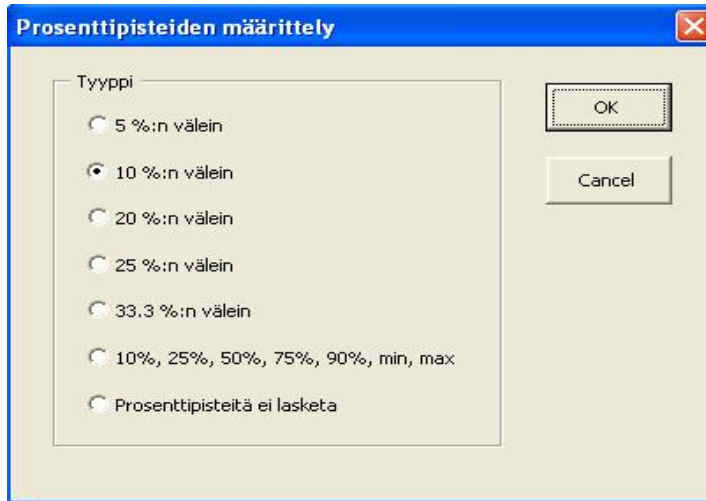 Prosenttipisteiden määrittely
Tyyppi
5 %:n välein
10 %:n välein
20 %:n välein
25 %:n välein
33.3 %:n välein
10%, 25%, 50%, 75%, 90%, min, max
Prosenttipisteitä ei lasketa
OK
Cancel